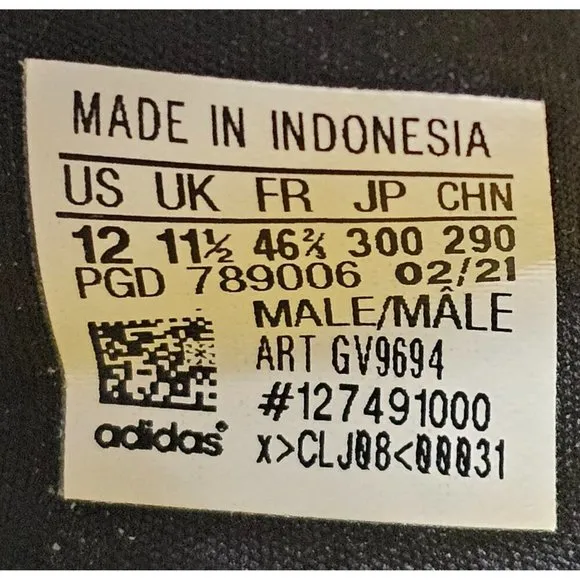 MADE IN INDONESIA
US UK FR JP CHN
12 11½ 46⅔ 300 290
PGD 789006 02/21
MALE/MÂLE
ART GV9694
#127491000
adidas®
x>CLJ08<00031